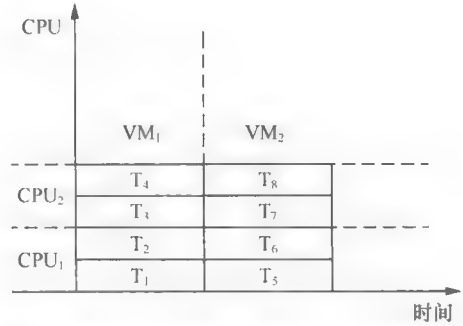 CPU
VM₁ VM₂
T₄ T₈
CPU₂
T₃ T₇
T₂ T₆
CPU₁
T₁ T₅
时间